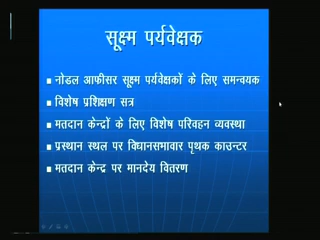 सूक्ष्म पर्यवेक्षक
नोडल आफीसर सूक्ष्म पर्यवेक्षकों के लिए समन्वयक
विशेष प्रशिक्षण सत्र
मतदान केन्द्रों के लिए विशेष परिवहन व्यवस्था
प्रस्थान स्थल पर विधानसभावार पृथक काउन्टर
मतदान केन्द्र पर मानदेय वितरण